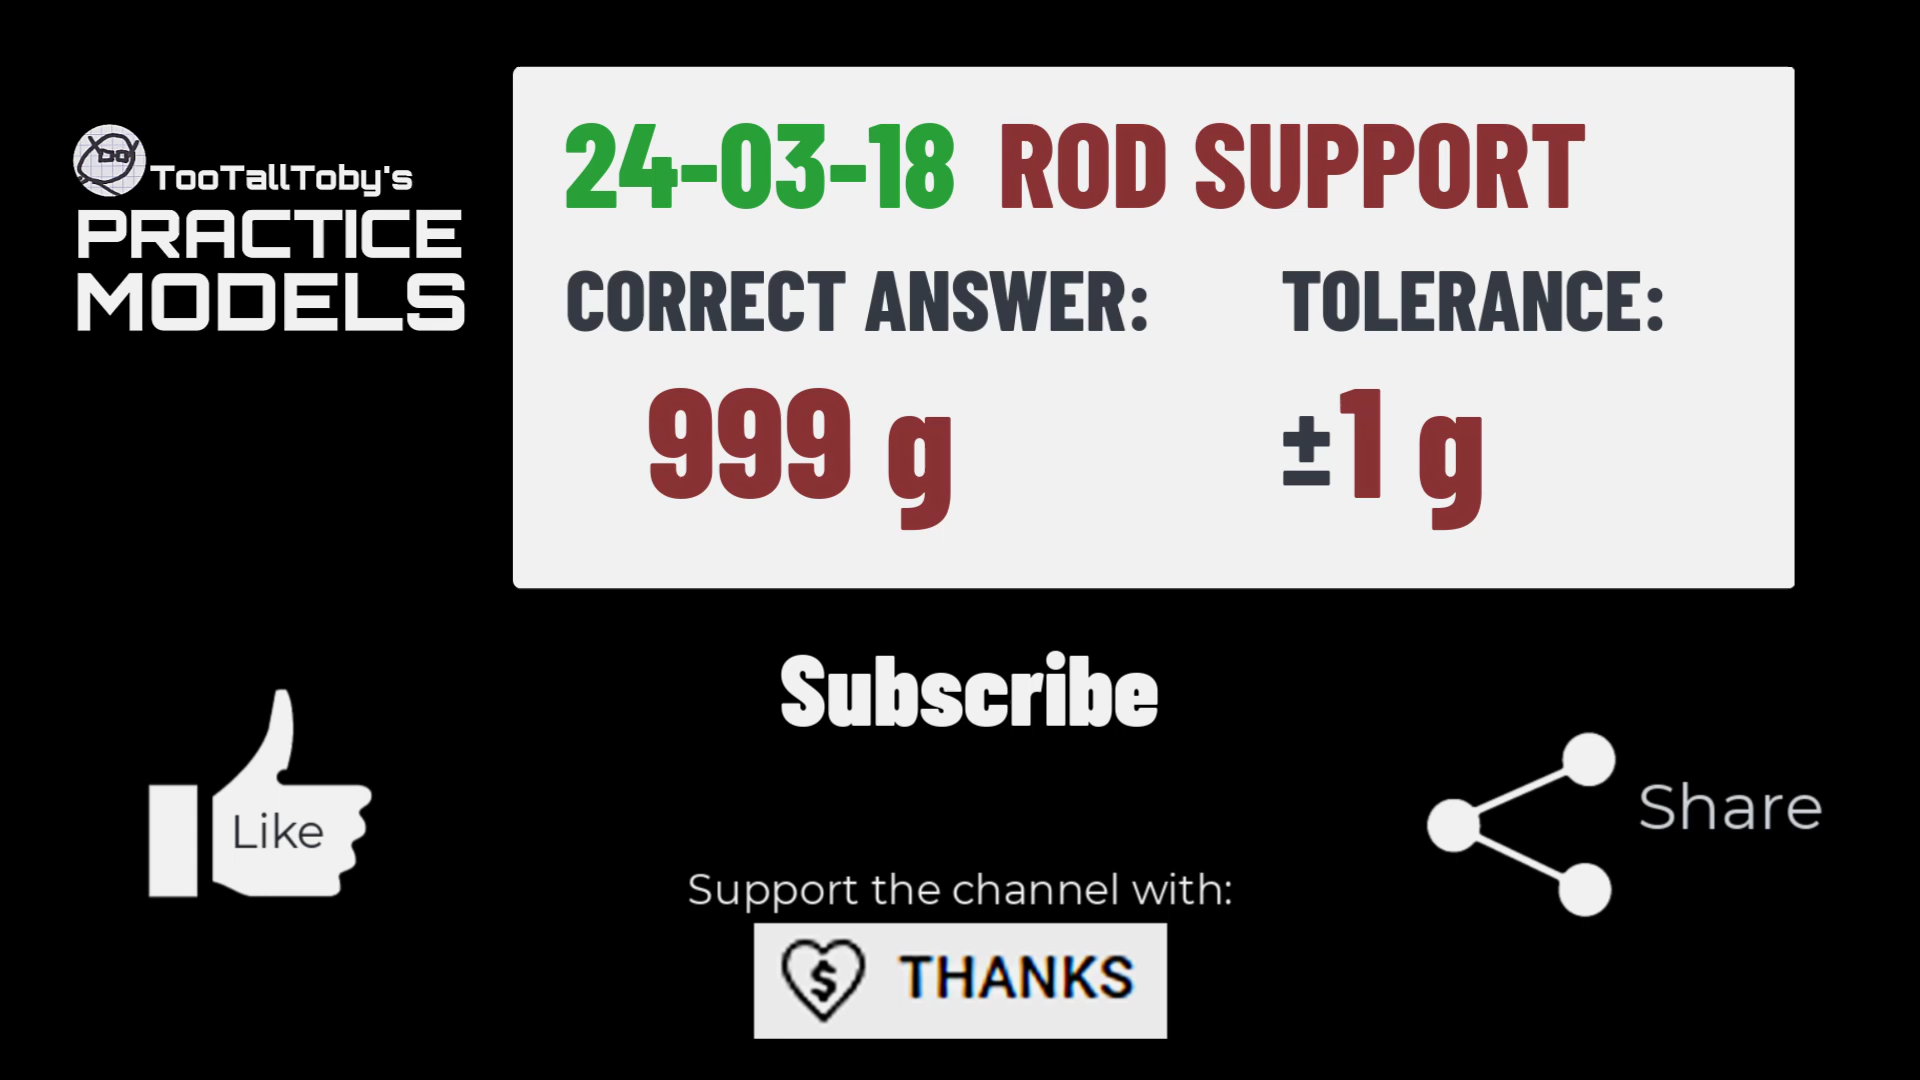 TooTallToby's
PRACTICE
MODELS
24-03-18 ROD SUPPORT
CORRECT ANSWER: TOLERANCE:
999 g ±1 g
Subscribe
Like
Share
Support the channel with:
$ THANKS